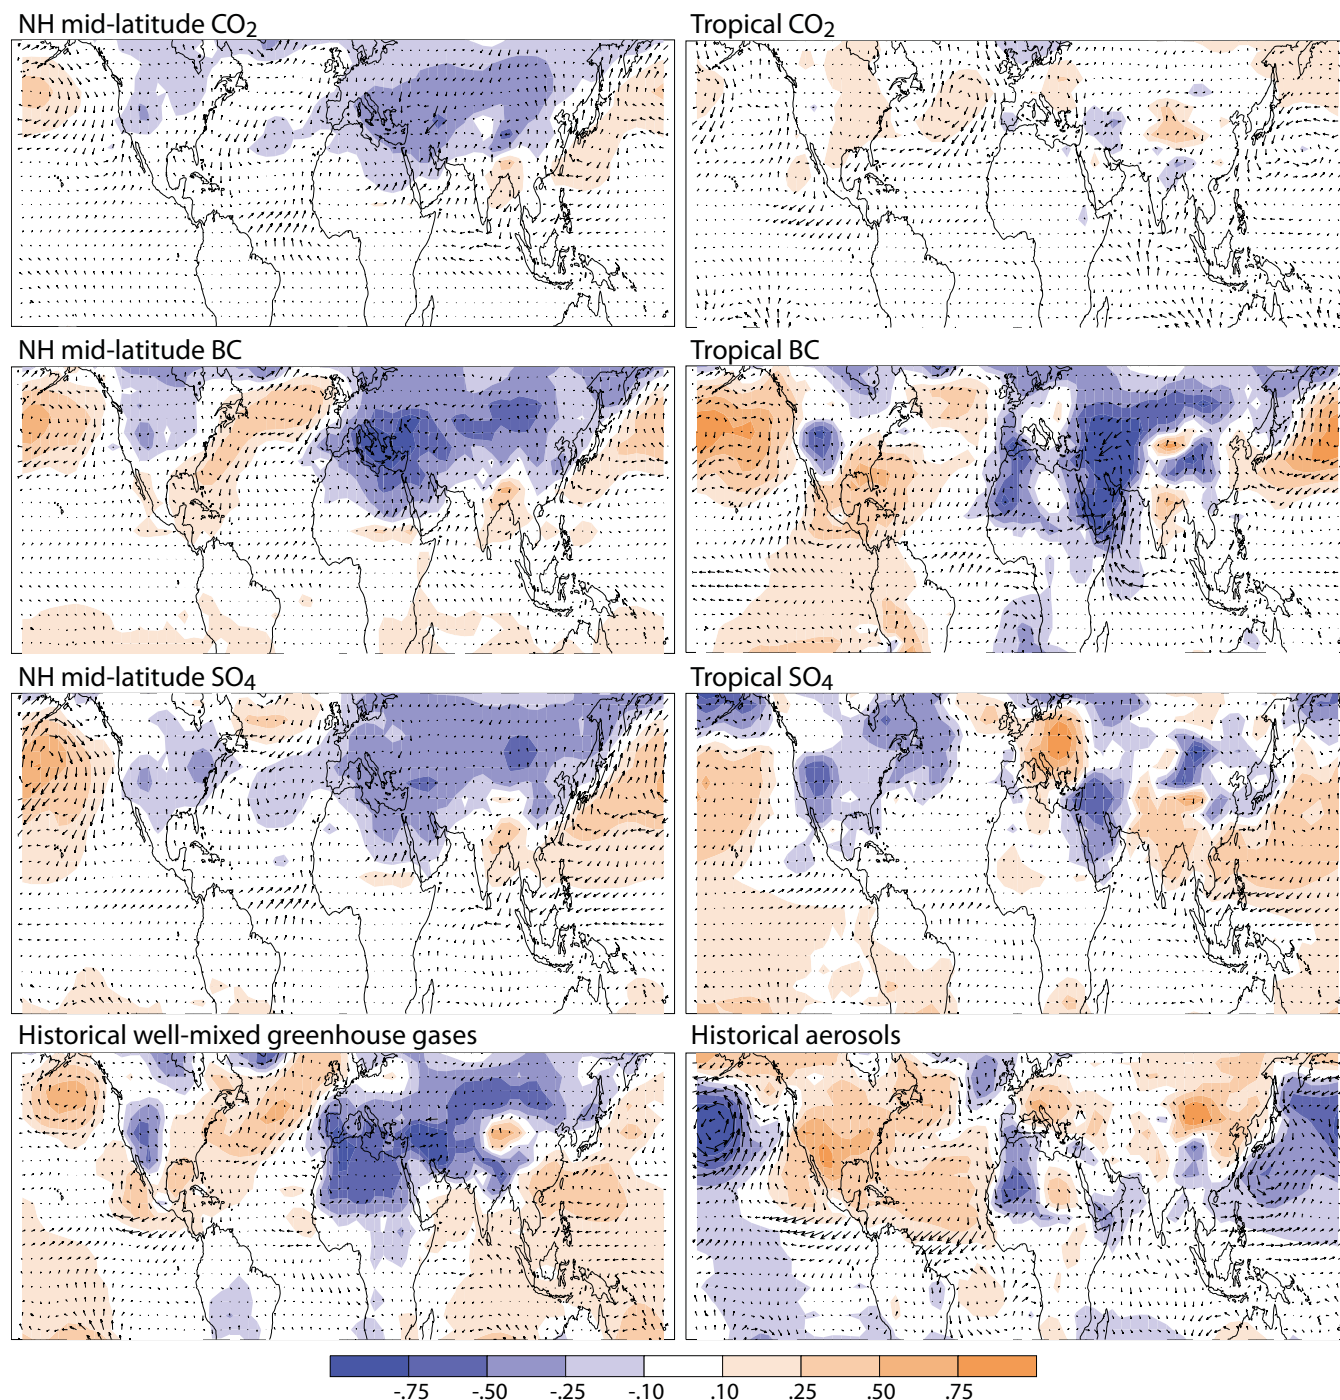 NH mid-latitude CO2
Tropical CO2
NH mid-latitude BC
Tropical BC
NH mid-latitude SO4
Tropical SO4
Historical well-mixed greenhouse gases
Historical aerosols
-.75 -.50 -.25 -.10 .10 .25 .50 .75